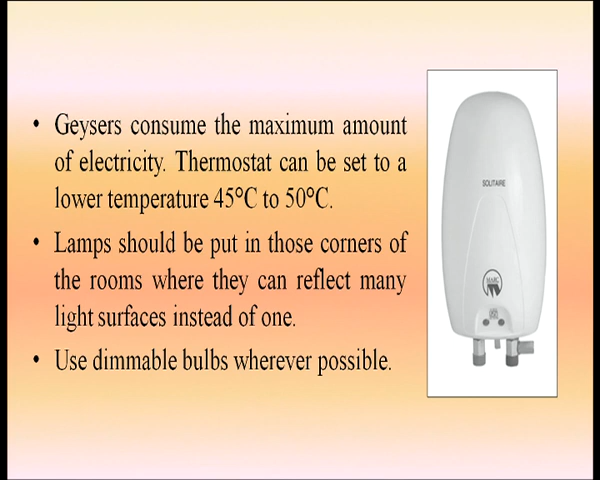 • Geysers consume the maximum amount
of electricity. Thermostat can be set to a
lower temperature 45°C to 50°C.
• Lamps should be put in those corners of
the rooms where they can reflect many
light surfaces instead of one.
• Use dimmable bulbs wherever possible.
SOLITAIRE
MARC